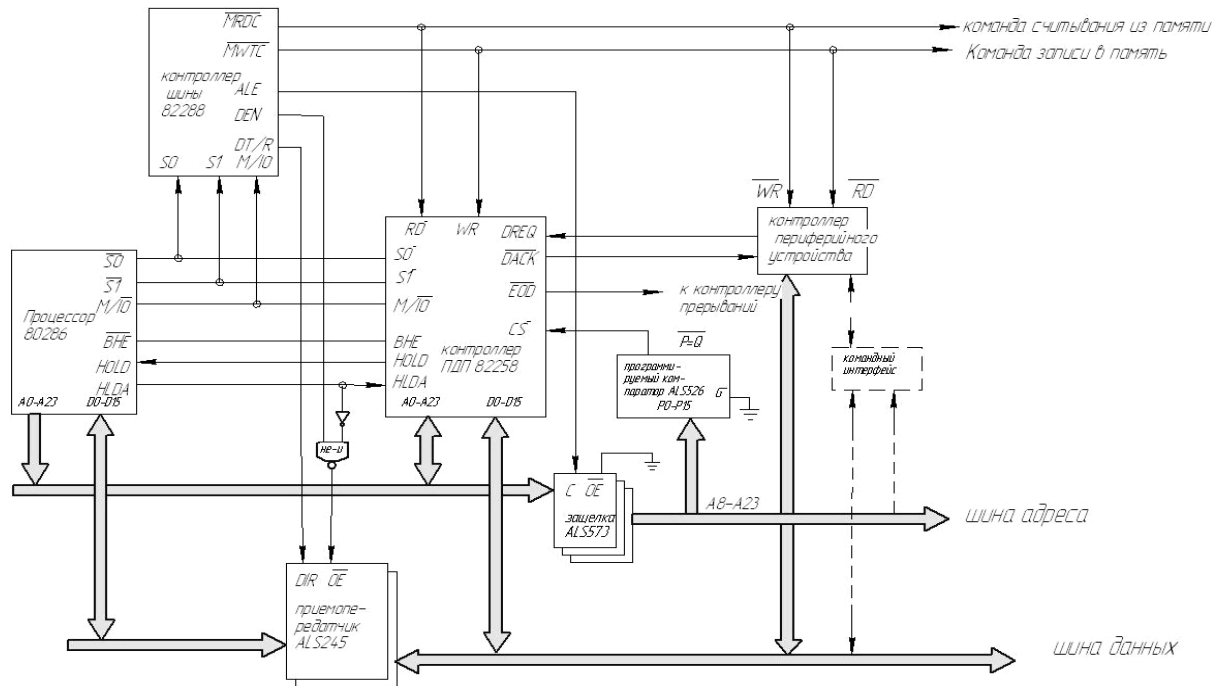 MRDC
команда считывания из памяти
MWTC
Команда записи в память
контроллер
шины
82288
ALE
DEN
DT/R
S0 S1 M/IO
WR RD
контроллер
периферийного
устройства
RD WR DREQ
S0 DACK
S1 EOD
M/IO CS
BHE
HOLD контроллер
HLDA ПДП 82258
A0-A23 D0-D15
S0
S1
M/IO
Процессор
80286
BHE
HOLD
HLDA
A0-A23 D0-D15
к контроллеру
прерываний
P=Q
программи-
руемый ком-
паратор ALS526
P0-P15
G
командный
интерфейс
не-и
C OE
защелка
ALS573
A8-A23
шина адреса
DIR OE
приемопе-
редатчик
ALS245
шина данных